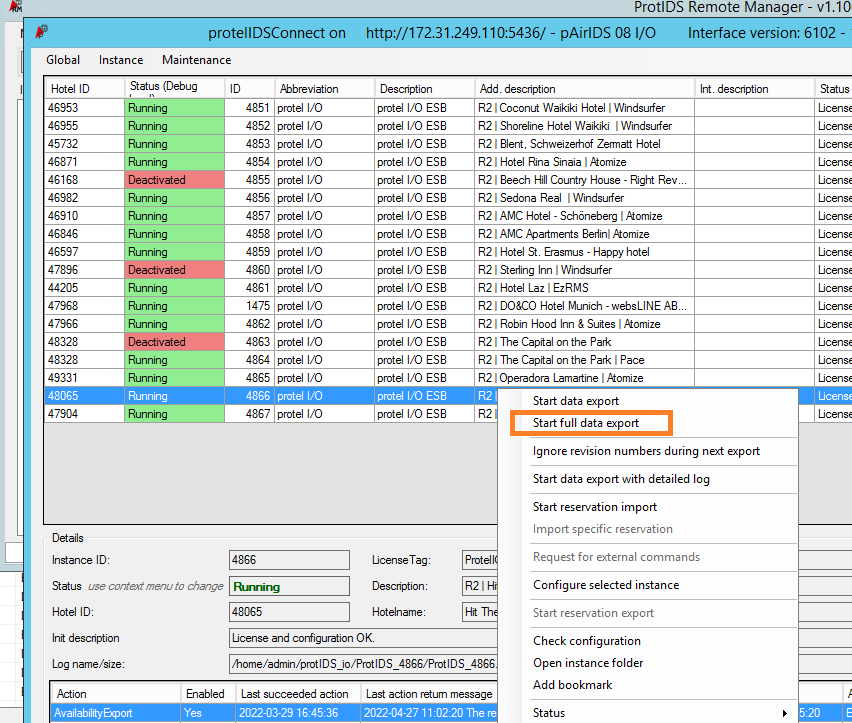 ProtIDS Remote Manager - v1.10
protelIDSConnect on http://172.31.249.110:5436/ - pAirIDS 08 I/O Interface version: 6102 -
Global Instance Maintenance
Hotel ID Status (Debug ID Abbreviation Description Add. description Int. description Status
46953 Running 4851 protel I/O protel I/O ESB R2 | Coconut Waikiki Hotel | Windsurfer License
46955 Running 4852 protel I/O protel I/O ESB R2 | Shoreline Hotel Waikiki | Windsurfer License
45732 Running 4853 protel I/O protel I/O ESB R2 | Blent, Schweizerhof Zermatt Hotel License
46871 Running 4854 protel I/O protel I/O ESB R2 | Hotel Rina Sinaia | Atomize License
46168 Deactivated 4855 protel I/O protel I/O ESB R2 | Beech Hill Country House - Right Rev... License
46982 Running 4856 protel I/O protel I/O ESB R2 | Sedona Real | Windsurfer License
46910 Running 4857 protel I/O protel I/O ESB R2 | AMC Hotel - Schöneberg | Atomize License
46846 Running 4858 protel I/O protel I/O ESB R2 | AMC Apartments Berlin| Atomize License
46597 Running 4859 protel I/O protel I/O ESB R2 | Hotel St. Erasmus - Happy hotel License
47896 Deactivated 4860 protel I/O protel I/O ESB R2 | Sterling Inn | Windsurfer License
44205 Running 4861 protel I/O protel I/O ESB R2 | Hotel Laz | EzRMS License
47968 Running 1475 protel I/O protel I/O ESB R2 | DO&CO Hotel Munich - websLINE AB... License
47966 Running 4862 protel I/O protel I/O ESB R2 | Robin Hood Inn & Suites | Atomize License
48328 Deactivated 4863 protel I/O protel I/O ESB R2 | The Capital on the Park License
48328 Running 4864 protel I/O protel I/O ESB R2 | The Capital on the Park | Pace License
49331 Running 4865 protel I/O protel I/O ESB R2 | Operadora Lamartine | Atomize License
48065 Running 4866 protel I/O protel I/O ESB R2 | License
47904 Running 4867 protel I/O protel I/O ESB R2 | License
Start data export
Start full data export
Ignore revision numbers during next export
Start data export with detailed log
Start reservation import
Import specific reservation
Request for external commands
Configure selected instance
Start reservation export
Check configuration
Open instance folder
Add bookmark
Status
Details
Instance ID: 4866 LicenseTag: ProtelIO
Status use context menu to change Running Description: R2 | Hit
Hotel ID: 48065 Hotelname: Hit The
Init description License and configuration OK.
Log name/size: /home/admin/protIDS_io/ProtIDS_4866/ProtIDS_4866.
Action Enabled Last succeeded action Last action return message
AvailabilityExport Yes 2022-03-29 16:45:36 2022-04-27 11:02:20 The re 5:20